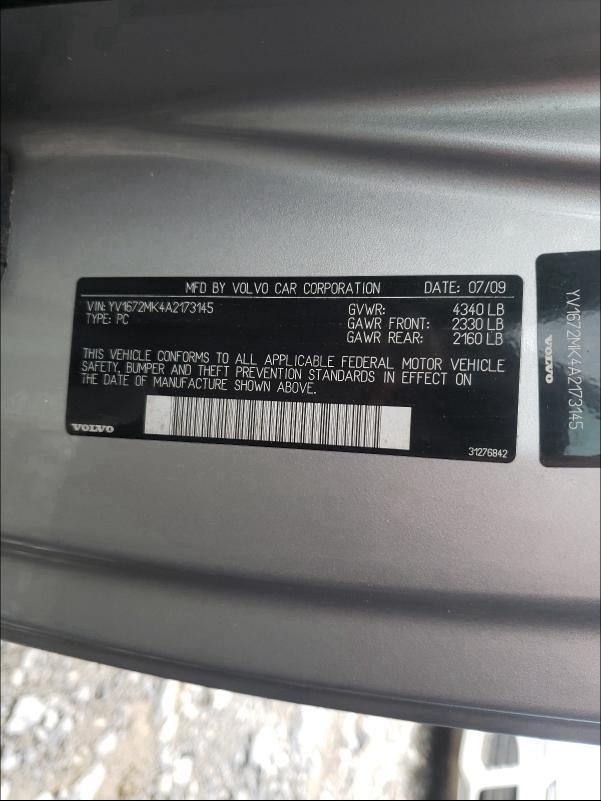 MFD BY VOLVO CAR CORPORATION DATE: 07/09
VIN: YV1672MK4A2173145 GVWR: 4340 LB
TYPE: PC GAWR FRONT: 2330 LB
GAWR REAR: 2160 LB
THIS VEHICLE CONFORMS TO ALL APPLICABLE FEDERAL MOTOR VEHICLE
SAFETY, BUMPER AND THEFT PREVENTION STANDARDS IN EFFECT ON
THE DATE OF MANUFACTURE SHOWN ABOVE.
VOLVO 31276842
YV1672MK4A2173145
VOLVO